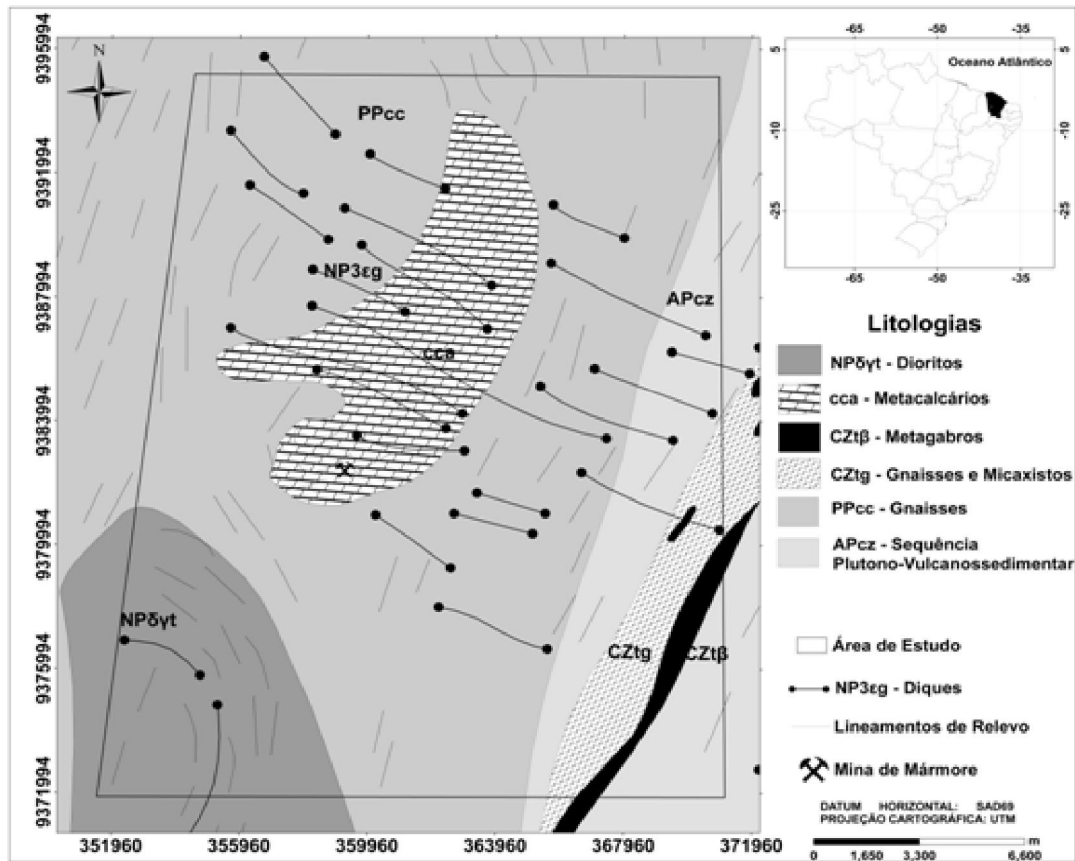 N
9395994
9391994
9387994
9383994
9379994
9375994
9371994
351960
355960
359960
363960
367960
371960
PPcc
NP3εg
cca
APcz
NPδγt
CZtg
CZtβ
-65
-50
-35
5
5
Oceano Atlântico
-10
-10
-25
-25
-65
-50
-35
Litologias
NPδγt - Dioritos
cca - Metacalcários
CZtβ - Metagabros
CZtg - Gnaisses e Micaxistos
PPcc - Gnaisses
APcz - Sequência
Plutono-Vulcanossedimentar
Área de Estudo
NP3εg - Diques
Lineamentos de Relevo
Mina de Mármore
DATUM HORIZONTAL: SAD69
PROJEÇÃO CARTOGRÁFICA: UTM
m
0 1,650 3,300 6,600